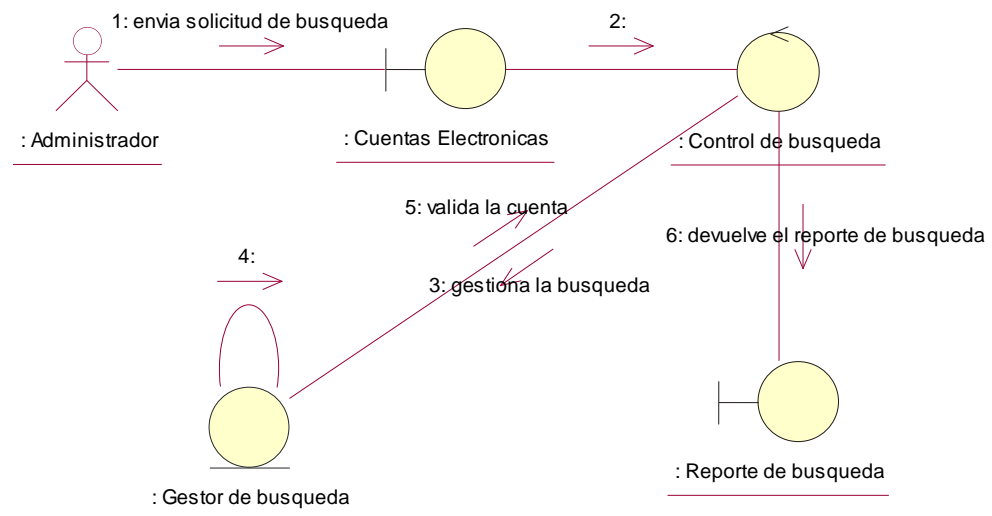 1: envia solicitud de busqueda
2:
: Administrador
: Cuentas Electronicas
: Control de busqueda
5: valida la cuenta
6: devuelve el reporte de busqueda
4:
3: gestiona la busqueda
: Reporte de busqueda
: Gestor de busqueda